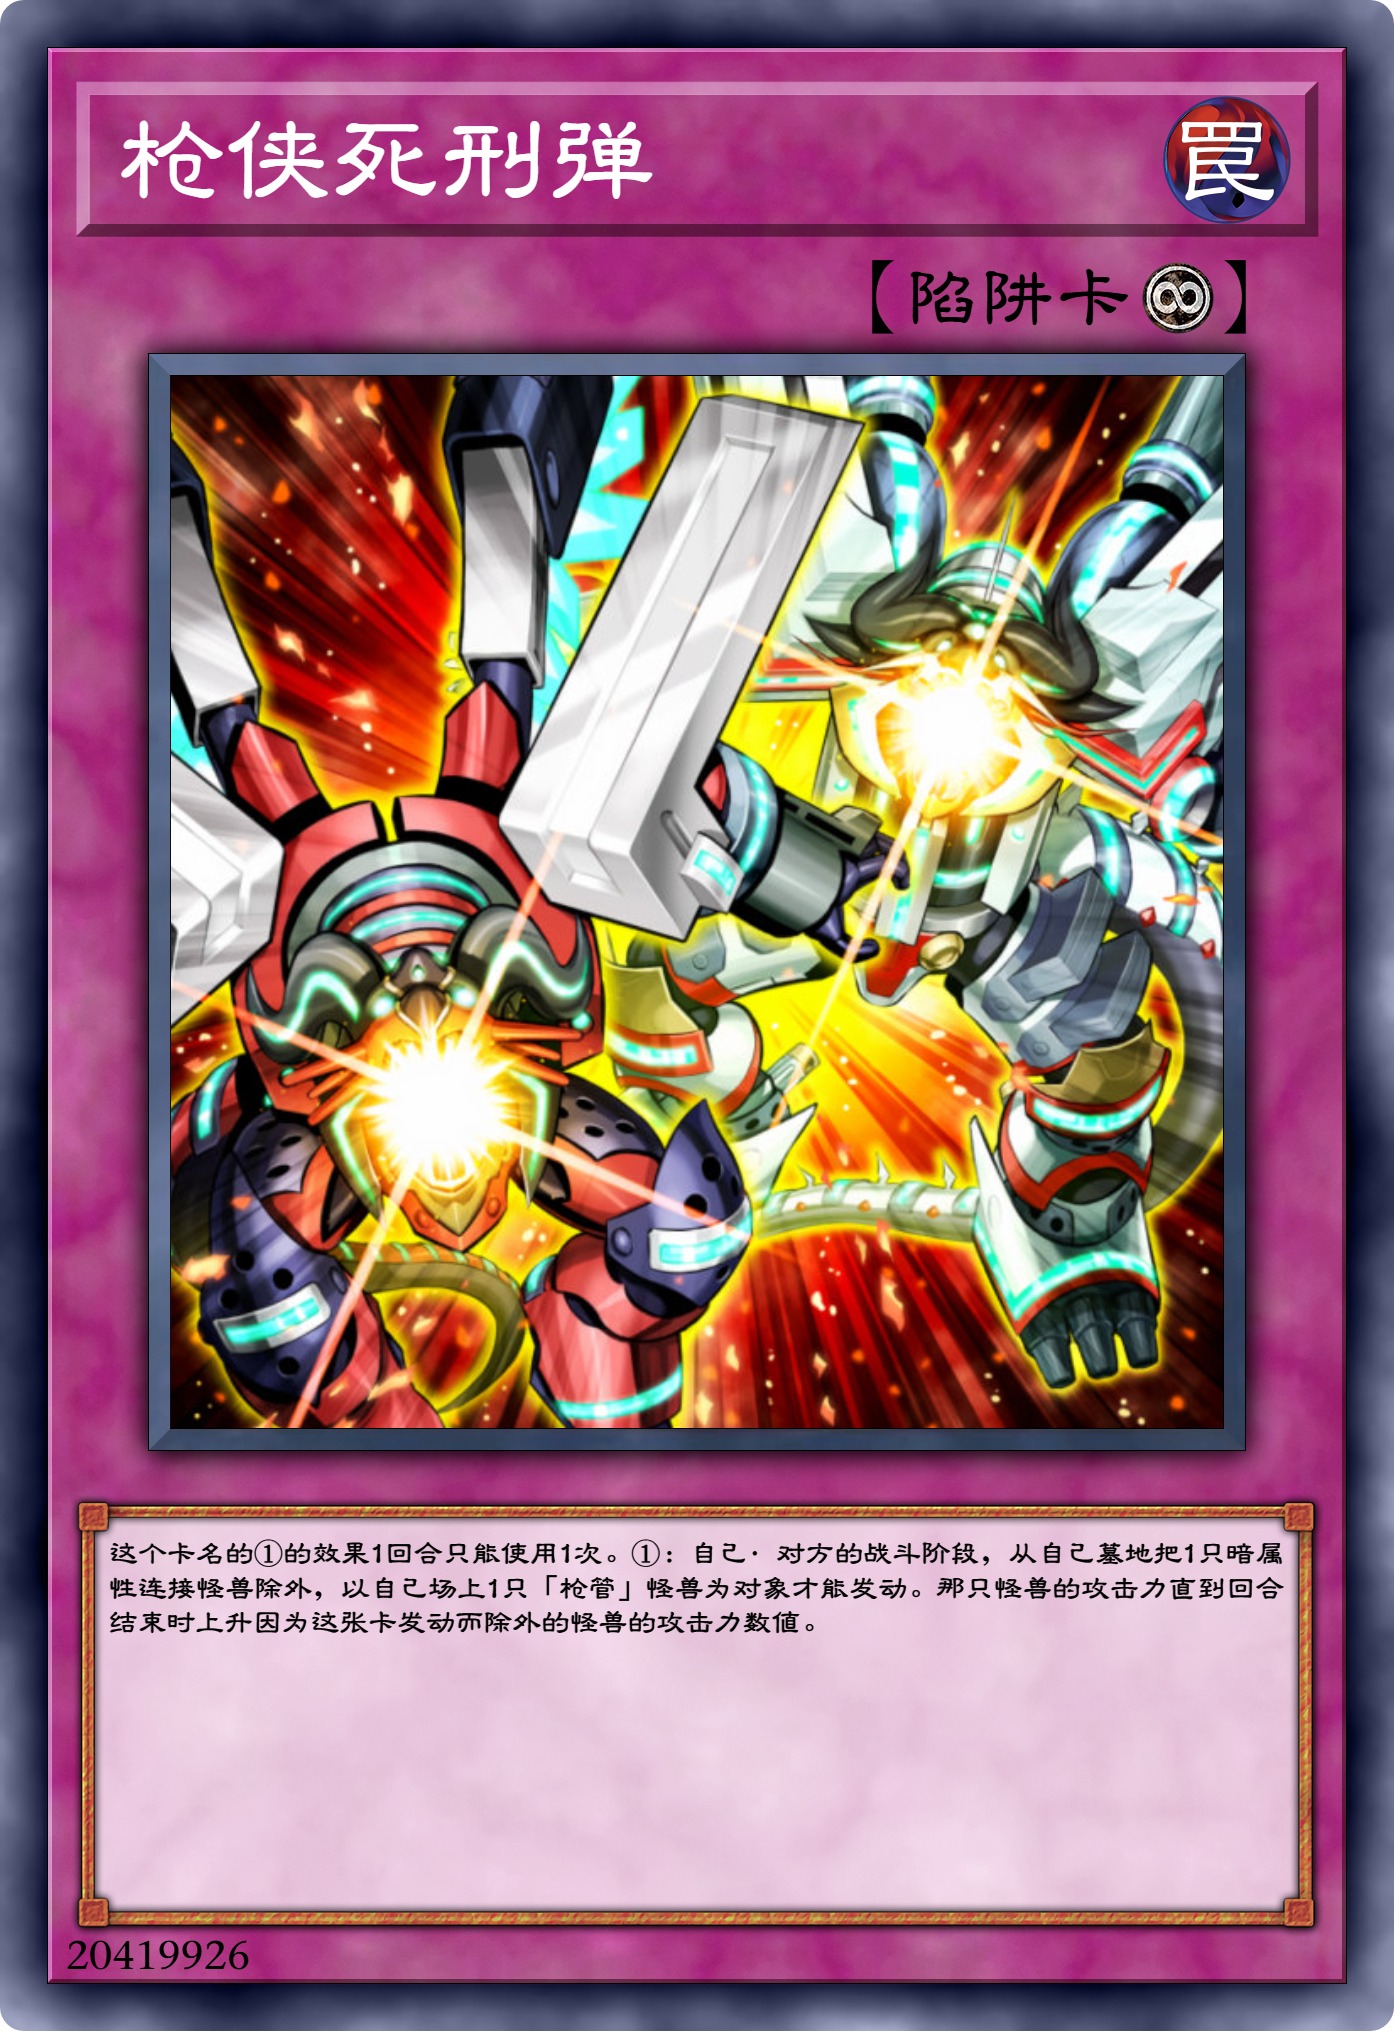 枪侠死刑弹
罠
【陷阱卡♾】
这个卡名的①的效果1回合只能使用1次。①：自己·对方的战斗阶段，从自己墓地把1只暗属
性连接怪兽除外，以自己场上1只「枪管」怪兽为对象才能发动。那只怪兽的攻击力直到回合
结束时上升因为这张卡发动而除外的怪兽的攻击力数值。
20419926